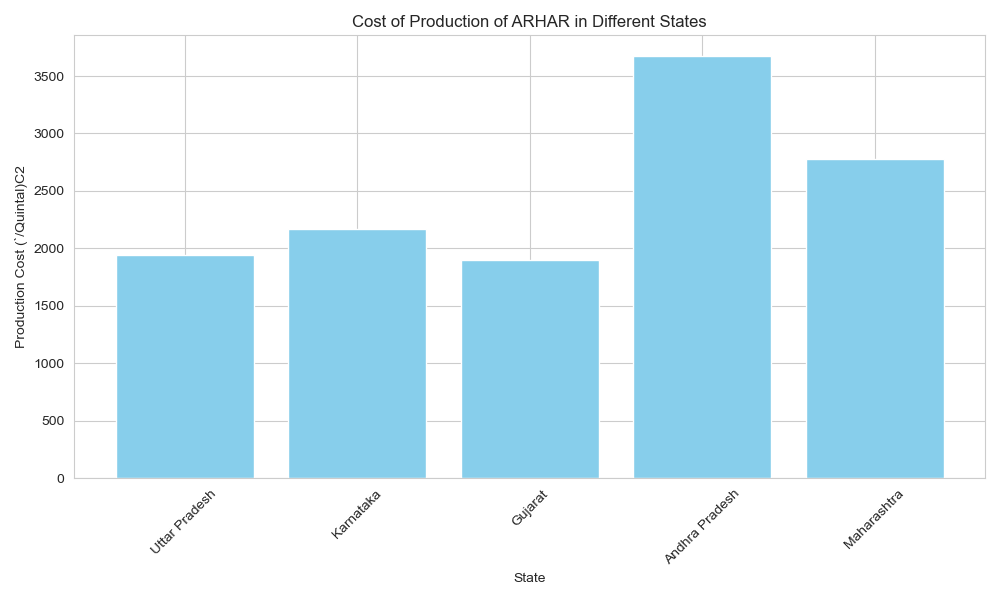 Cost of Production of ARHAR in Different States
Production Cost (`/Quintal)C2
3500
3000
2500
2000
1500
1000
500
0
Uttar Pradesh
Karnataka
Gujarat
Andhra Pradesh
Maharashtra
State